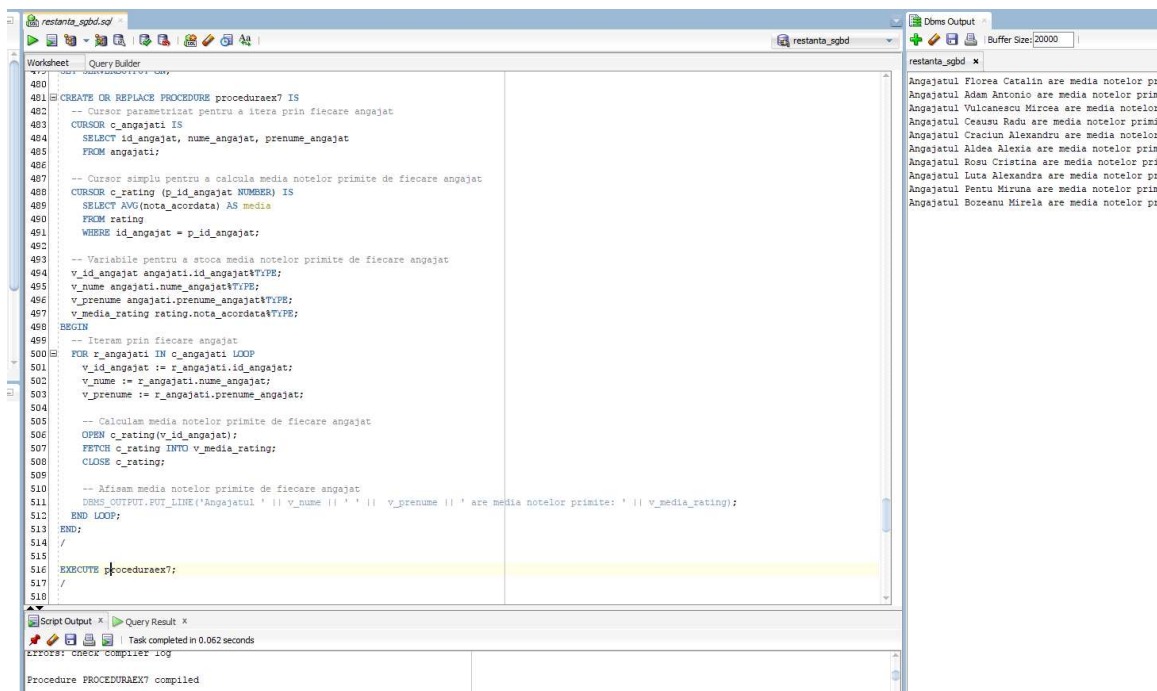 restanta_sgbd.sql
restanta_sgbd
Worksheet Query Builder
479 SET SERVEROUTPUT ON;
480
481 CREATE OR REPLACE PROCEDURE proceduraex7 IS
482 -- Cursor parametrizat pentru a itera prin fiecare angajat
483 CURSOR c_angajati IS
484 SELECT id_angajat, nume_angajat, prenume_angajat
485 FROM angajati;
486
487 -- Cursor simplu pentru a calcula media notelor primite de fiecare angajat
488 CURSOR c_rating (p_id_angajat NUMBER) IS
489 SELECT AVG(nota_acordata) AS media
490 FROM rating
491 WHERE id_angajat = p_id_angajat;
492
493 -- Variabile pentru a stoca media notelor primite de fiecare angajat
494 v_id_angajat angajati.id_angajat%TYPE;
495 v_nume angajati.nume_angajat%TYPE;
496 v_prenume angajati.prenume_angajat%TYPE;
497 v_media_rating rating.nota_acordata%TYPE;
498 BEGIN
499 -- Iteram prin fiecare angajat
500 FOR r_angajati IN c_angajati LOOP
501 v_id_angajat := r_angajati.id_angajat;
502 v_nume := r_angajati.nume_angajat;
503 v_prenume := r_angajati.prenume_angajat;
504
505 -- Calculam media notelor primite de fiecare angajat
506 OPEN c_rating(v_id_angajat);
507 FETCH c_rating INTO v_media_rating;
508 CLOSE c_rating;
509
510 -- Afisam media notelor primite de fiecare angajat
511 DBMS_OUTPUT.PUT_LINE('Angajatul ' || v_nume || ' ' || v_prenume || ' are media notelor primite: ' || v_media_rating);
512 END LOOP;
513 END;
514 /
515
516 EXECUTE proceduraex7;
517 /
518
Script Output x Query Result x
Task completed in 0.062 seconds
Errors: check compiler log
Procedure PROCEDURAEX7 compiled
Dbms Output
Buffer Size: 20000
restanta_sgbd x
Angajatul Florea Catalin are media notelor pr
Angajatul Adam Antonio are media notelor prim
Angajatul Vulcanescu Mircea are media notelor
Angajatul Ceausu Radu are media notelor primi
Angajatul Craciun Alexandru are media notelor
Angajatul Aldea Alexia are media notelor prim
Angajatul Rosu Cristina are media notelor pri
Angajatul Luta Alexandra are media notelor pr
Angajatul Pentu Miruna are media notelor prim
Angajatul Bozeanu Mirela are media notelor pr